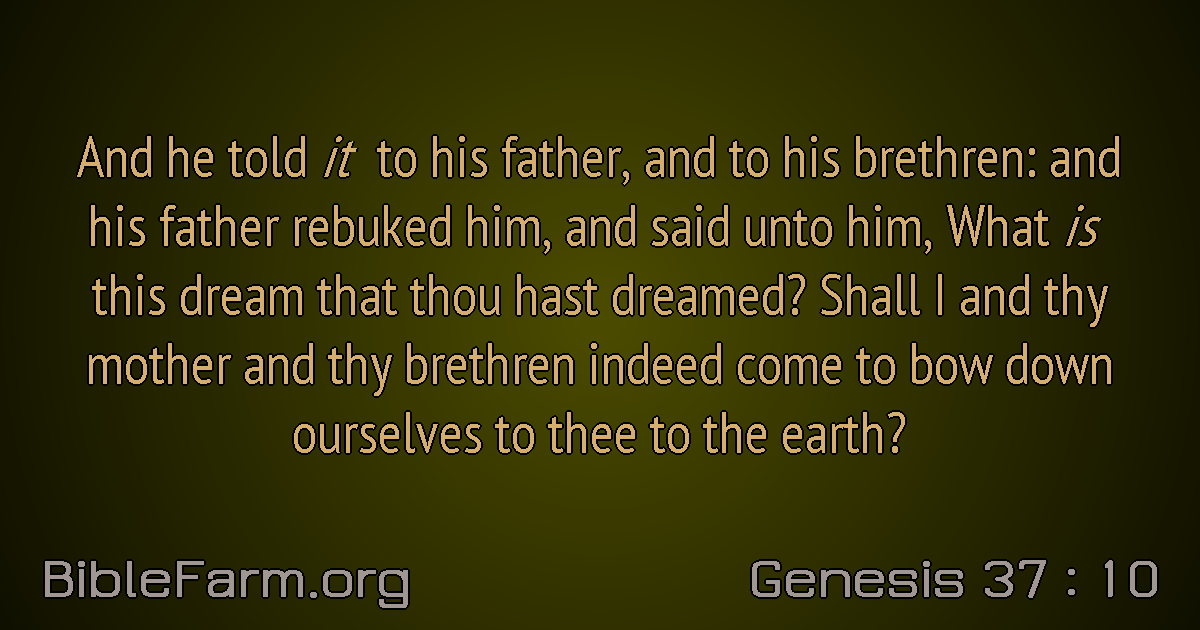 And he told it to his father, and to his brethren: and
his father rebuked him, and said unto him, What is
this dream that thou hast dreamed? Shall I and thy
mother and thy brethren indeed come to bow down
ourselves to thee to the earth?
BibleFarm.org
Genesis 37 : 10